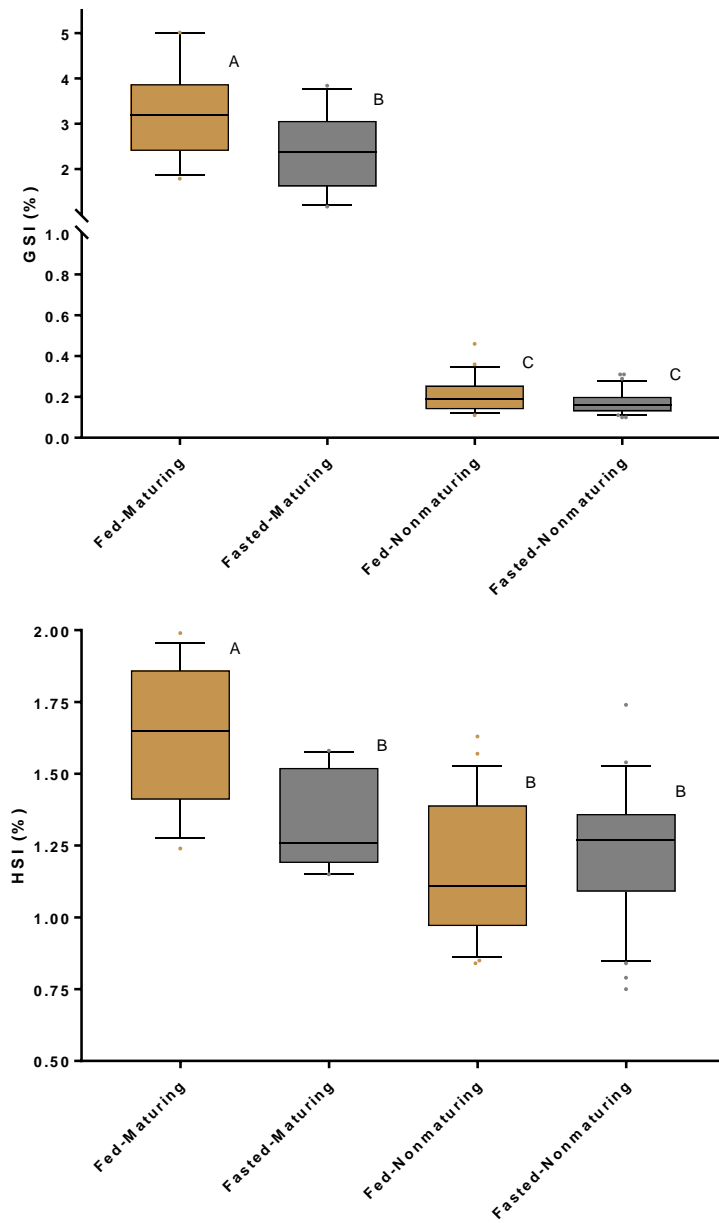 5
A
4
B
3
2
GSI (%)
1.0
0.8
0.6
0.4
C
C
0.2
0.0
Fed-Maturing
Fasted-Maturing
Fed-Nonmaturing
Fasted-Nonmaturing
2.00
A
1.75
B
1.50
B
B
1.25
HSI (%)
1.00
0.75
0.50
Fed-Maturing
Fasted-Maturing
Fed-Nonmaturing
Fasted-Nonmaturing